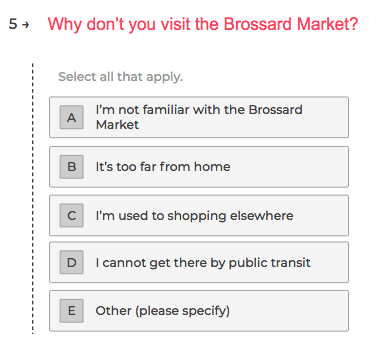 5→ Why don't you visit the Brossard Market?
Select all that apply.
A I'm not familiar with the Brossard
Market
B It's too far from home
C I'm used to shopping elsewhere
D I cannot get there by public transit
E Other (please specify)